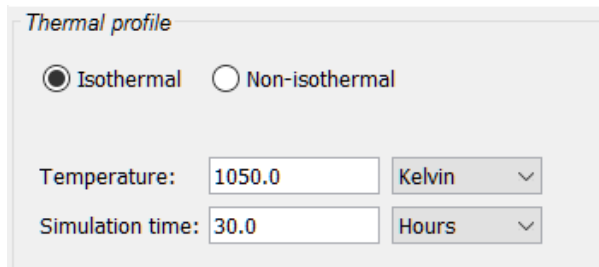 Thermal profile
Isothermal Non-isothermal
Temperature: 1050.0 Kelvin
Simulation time: 30.0 Hours